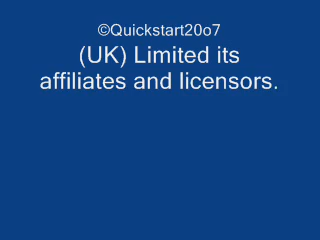 ©Quickstart20o7
(UK) Limited its
affiliates and licensors.